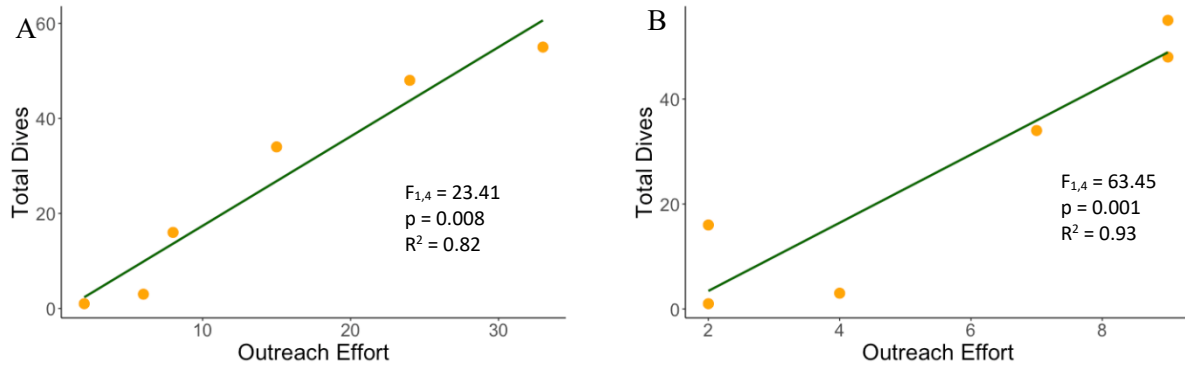 A
Total Dives
60
40
20
0
10
20
30
Outreach Effort
F1,4 = 23.41
p = 0.008
R2 = 0.82
B
Total Dives
40
20
0
2
4
6
8
Outreach Effort
F1,4 = 63.45
p = 0.001
R2 = 0.93